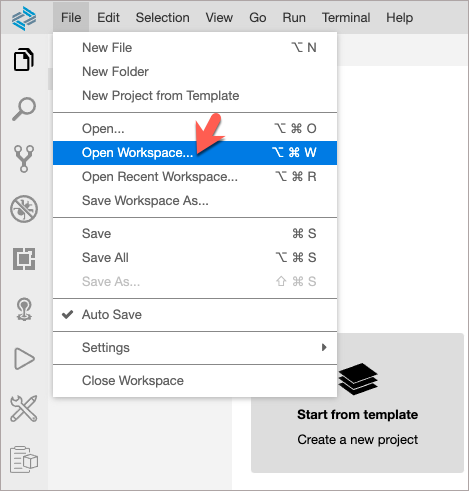 File Edit Selection View Go Run Terminal Help
New File ⌥ N
New Folder
New Project from Template
Open... ⌥ ⌘ O
Open Workspace... ⌥ ⌘ W
Open Recent Workspace... ⌥ ⌘ R
Save Workspace As...
Save ⌘ S
Save All ⌥ ⌘ S
Save As... ⇧ ⌘ S
Auto Save
Settings
Close Workspace
Start from template
Create a new project